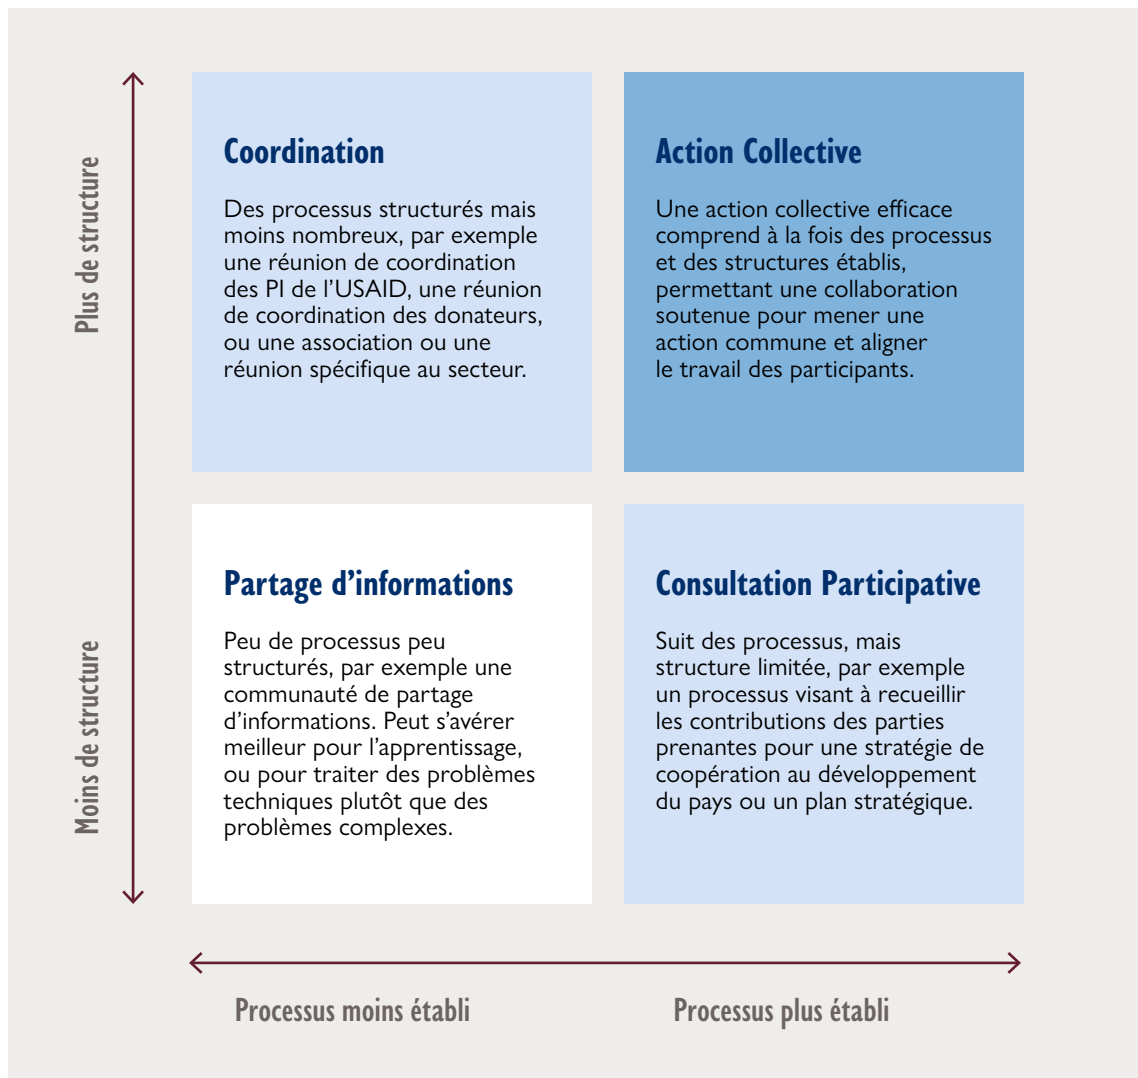 Plus de structure
Coordination
Des processus structurés mais
moins nombreux, par exemple
une réunion de coordination
des PI de l’USAID, une réunion
de coordination des donateurs,
ou une association ou une
réunion spécifique au secteur.
Action Collective
Une action collective efficace
comprend à la fois des processus
et des structures établis,
permettant une collaboration
soutenue pour mener une
action commune et aligner
le travail des participants.
Moins de structure
Partage d’informations
Peu de processus peu
structurés, par exemple une
communauté de partage
d’informations. Peut s’avérer
meilleur pour l’apprentissage,
ou pour traiter des problèmes
techniques plutôt que des
problèmes complexes.
Consultation Participative
Suit des processus, mais
structure limitée, par exemple
un processus visant à recueillir
les contributions des parties
prenantes pour une stratégie de
coopération au développement
du pays ou un plan stratégique.
Processus moins établi
Processus plus établi